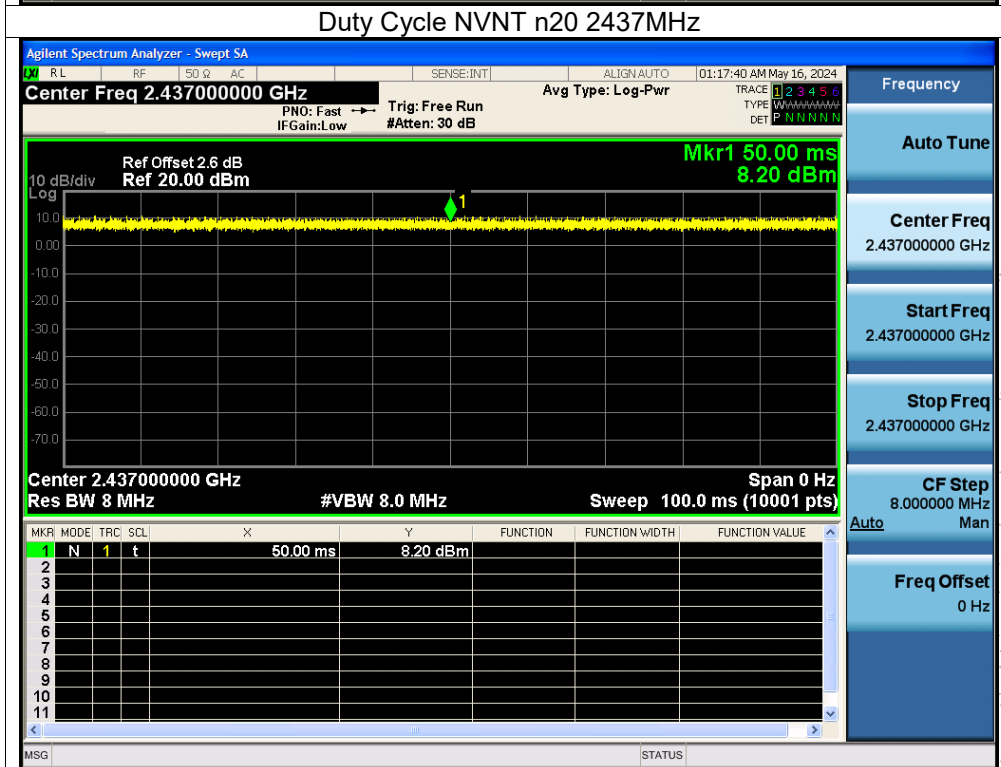 Duty Cycle NVNT n20 2437MHz
Agilent Spectrum Analyzer - Swept SA
LXI RL RF 50 Ω AC SENSE:INT ALIGN AUTO 01:17:40 AM May 16, 2024
Center Freq 2.437000000 GHz
PNO: Fast
IFGain:Low
Trig: Free Run
#Atten: 30 dB
Avg Type: Log-Pwr
TRACE 1 2 3 4 5 6
TYPE WWWWWW
DET P N N N N N
Frequency
Auto Tune
Center Freq
2.437000000 GHz
Start Freq
2.437000000 GHz
Stop Freq
2.437000000 GHz
CF Step
8.000000 MHz
Auto Man
Freq Offset
0 Hz
Mkr1 50.00 ms
8.20 dBm
Ref Offset 2.6 dB
10 dB/div Ref 20.00 dBm
Log
1
10.0
0.00
-10.0
-20.0
-30.0
-40.0
-50.0
-60.0
-70.0
Center 2.437000000 GHz Span 0 Hz
Res BW 8 MHz #VBW 8.0 MHz Sweep 100.0 ms (10001 pts)
MKR MODE TRC SCL X Y FUNCTION FUNCTION WIDTH FUNCTION VALUE
1 N 1 t 50.00 ms 8.20 dBm
2
3
4
5
6
7
8
9
10
11
MSG STATUS